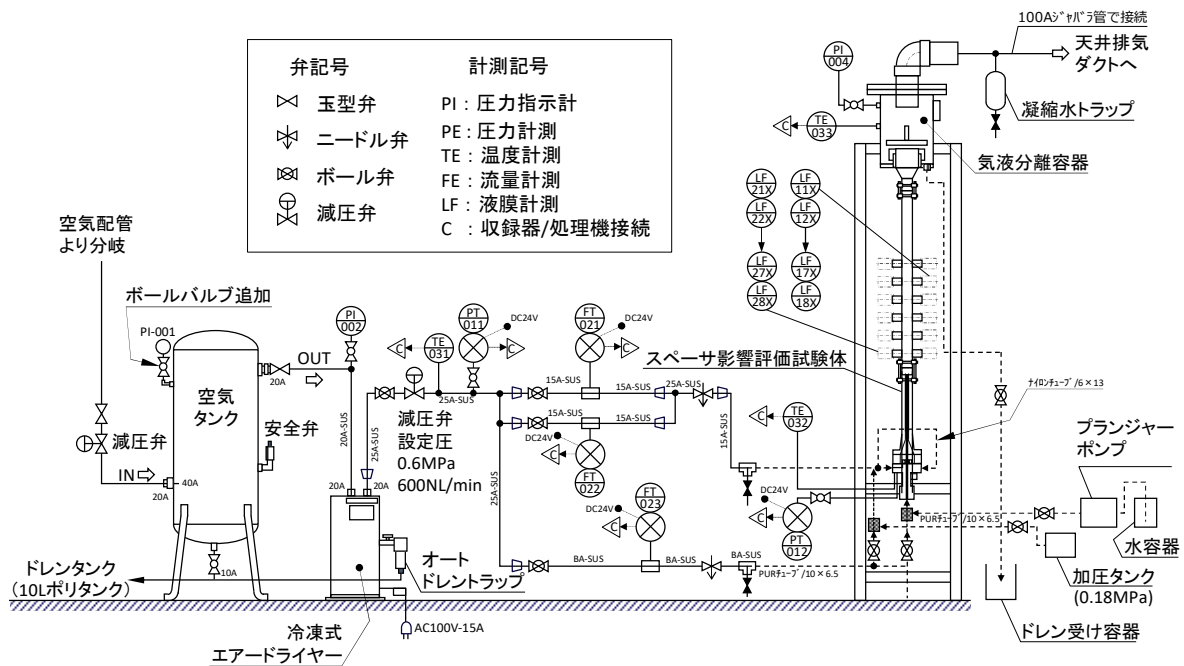 100Aｼﾞｬﾊﾞﾗ管で接続
天井排気
ダクトへ
凝縮水トラップ
気液分離容器
PI
004
TE
033
弁記号
計測記号
玉型弁
ニードル弁
ボール弁
減圧弁
PI : 圧力指示計
PE : 圧力計測
TE : 温度計測
FE : 流量計測
LF : 液膜計測
C : 収録器/処理機接続
C
LF
21X
LF
22X
LF
27X
LF
28X
LF
11X
LF
12X
LF
17X
LF
18X
空気配管
より分岐
ボールバルブ追加
PI-001
PI
002
OUT
20A
空気
タンク
減圧弁
安全弁
IN
20A
40A
10A
20A-SUS
25A-SUS
20A
20A
C
TE
031
PT
011
DC24V
C
25A-SUS
減圧弁
設定圧
0.6MPa
600NL/min
FT
021
DC24V
C
15A-SUS
15A-SUS
25A-SUS
15A-SUS
15A-SUS
DC24V
C
FT
022
25A-SUS
15A-SUS
FT
023
DC24V
C
BA-SUS
BA-SUS
BA-SUS
PURﾁｭｰﾌﾞ/10×6.5
スペーサ影響評価試験体
C
TE
032
DC24V
C
PT
012
ﾅｲﾛﾝﾁｭｰﾌﾞ/6×13
プランジャー
ポンプ
PURﾁｭｰﾌﾞ/10×6.5
水容器
加圧タンク
(0.18MPa)
ドレン受け容器
ドレンタンク
(10Lポリタンク)
オート
ドレントラップ
冷凍式
エアードライヤー
AC100V-15A